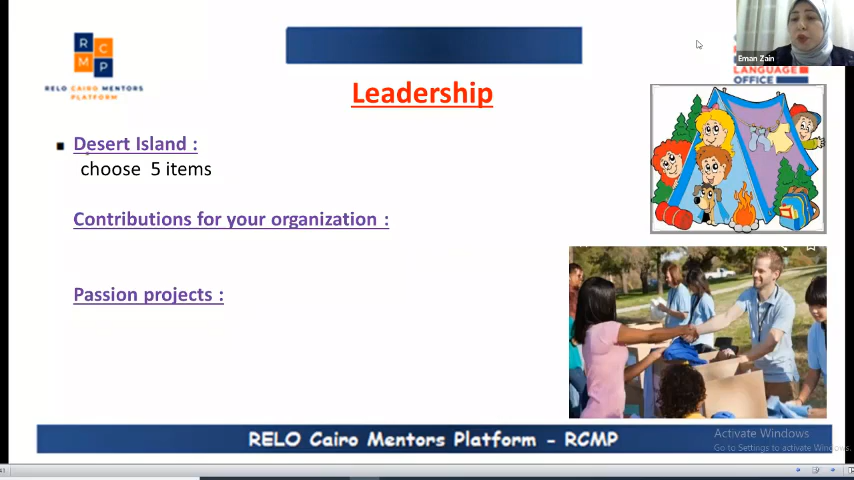 R
C
M
P
RELO CAIRO MENTORS
PLATFORM
Eman Zain
LANGUAGE
OFFICE
Leadership
Desert Island :
choose 5 items
Contributions for your organization :
Passion projects :
RELO Cairo Mentors Platform - RCMP
Activate Windows
Go to Settings to activate Windows.